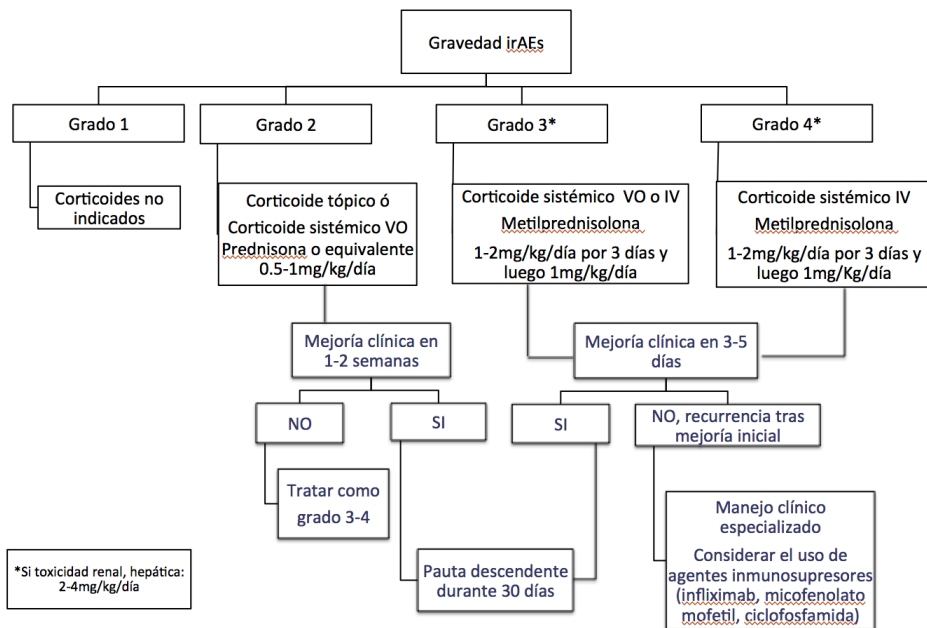 Gravedad irAEs
Grado 1
Grado 2
Grado 3*
Grado 4*
Corticoides no
indicados
Corticoide tópico ó
Corticoide sistémico VO
Prednisona o equivalente
0.5-1mg/kg/día
Corticoide sistémico VO o IV
Metilprednisolona
1-2mg/kg/día por 3 días y
luego 1mg/kg/día
Corticoide sistémico IV
Metilprednisolona
1-2mg/kg/día por 3 días y
luego 1mg/Kg/día
Mejoría clínica en
1-2 semanas
Mejoría clínica en 3-5
días
NO
SI
SI
NO, recurrencia tras
mejoría inicial
Tratar como
grado 3-4
Pauta descendente
durante 30 días
Manejo clínico
especializado
Considerar el uso de
agentes inmunosupresores
(infliximab, micofenolato
mofetil, ciclofosfamida)
*Si toxicidad renal, hepática:
2-4mg/kg/día